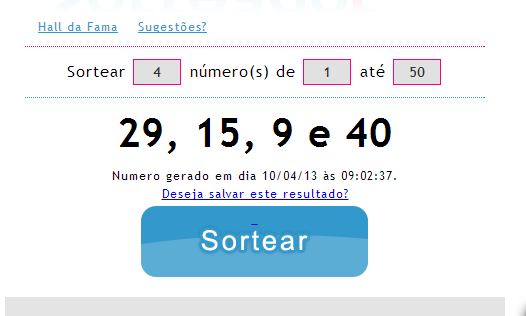 Hall da Fama Sugestões?
Sortear 4 número(s) de 1 até 50
29, 15, 9 e 40
Numero gerado em dia 10/04/13 às 09:02:37.
Deseja salvar este resultado?
Sortear